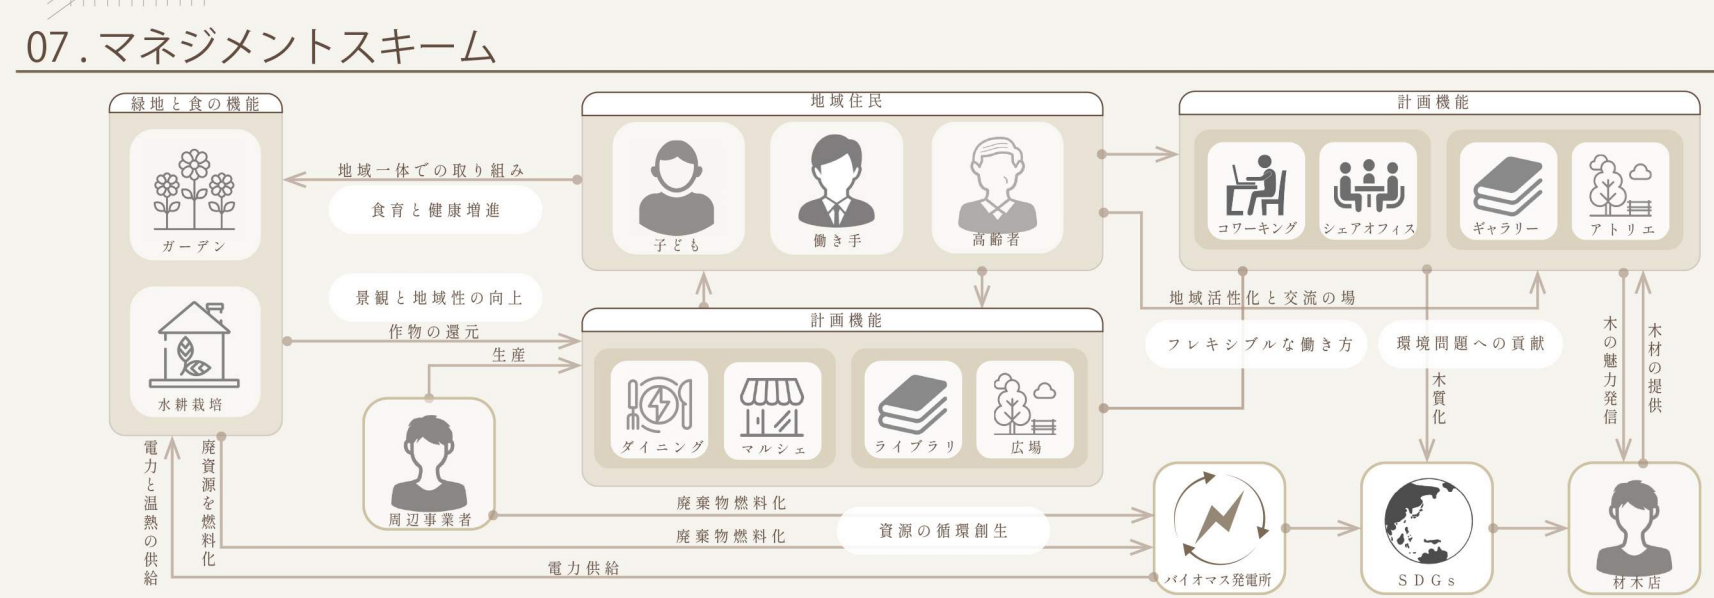 07.マネジメントスキーム
緑地と食の機能
ガーデン
水耕栽培
地域一体での取り組み
食育と健康増進
景観と地域性の向上
作物の還元
生産
地域住民
子ども
働き手
高齢者
計画機能
ダイニング
マルシェ
ライブラリ
広場
計画機能
コワーキング
シェアオフィス
ギャラリー
アトリエ
地域活性化と交流の場
フレキシブルな働き方
環境問題への貢献
木質化
木の魅力発信
木材の提供
周辺事業者
電力と温熱の供給
廃資源を燃料化
廃棄物燃料化
廃棄物燃料化
資源の循環創生
電力供給
バイオマス発電所
SDGs
材木店